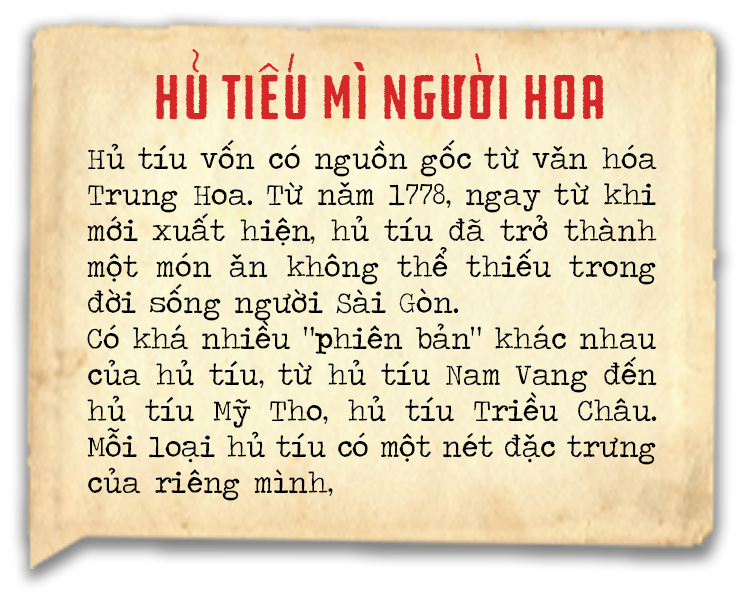 HỦ TIẾU MÌ NGƯỜI HOA
Hủ tíu vốn có nguồn gốc từ văn hóa
Trung Hoa. Từ năm 1778, ngay từ khi
mới xuất hiện, hủ tíu đã trở thành
một món ăn không thể thiếu trong
đời sống người Sài Gòn.
Có khá nhiều "phiên bản" khác nhau
của hủ tíu, từ hủ tíu Nam Vang đến
hủ tíu Mỹ Tho, hủ tíu Triều Châu.
Mỗi loại hủ tíu có một nét đặc trưng
của riêng mình,